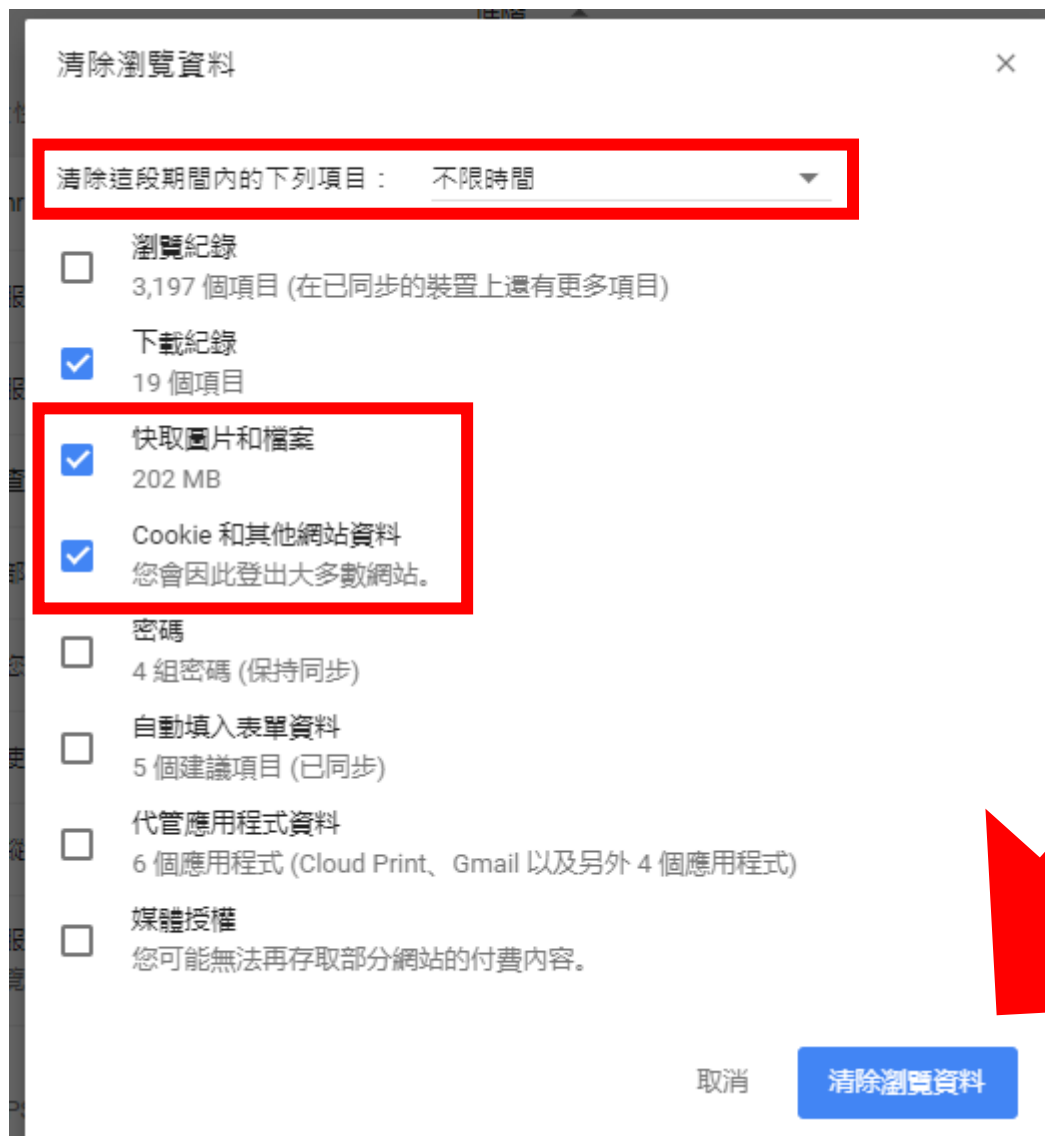 清除瀏覽資料
清除這段期間內的下列項目： 不限時間
瀏覽紀錄
3,197 個項目 (在已同步的裝置上還有更多項目)
下載紀錄
19 個項目
快取圖片和檔案
202 MB
Cookie 和其他網站資料
您會因此登出大多數網站。
密碼
4 組密碼 (保持同步)
自動填入表單資料
5 個建議項目 (已同步)
代管應用程式資料
6 個應用程式 (Cloud Print、Gmail 以及另外 4 個應用程式)
媒體授權
您可能無法再存取部分網站的付費內容。
取消 清除瀏覽資料